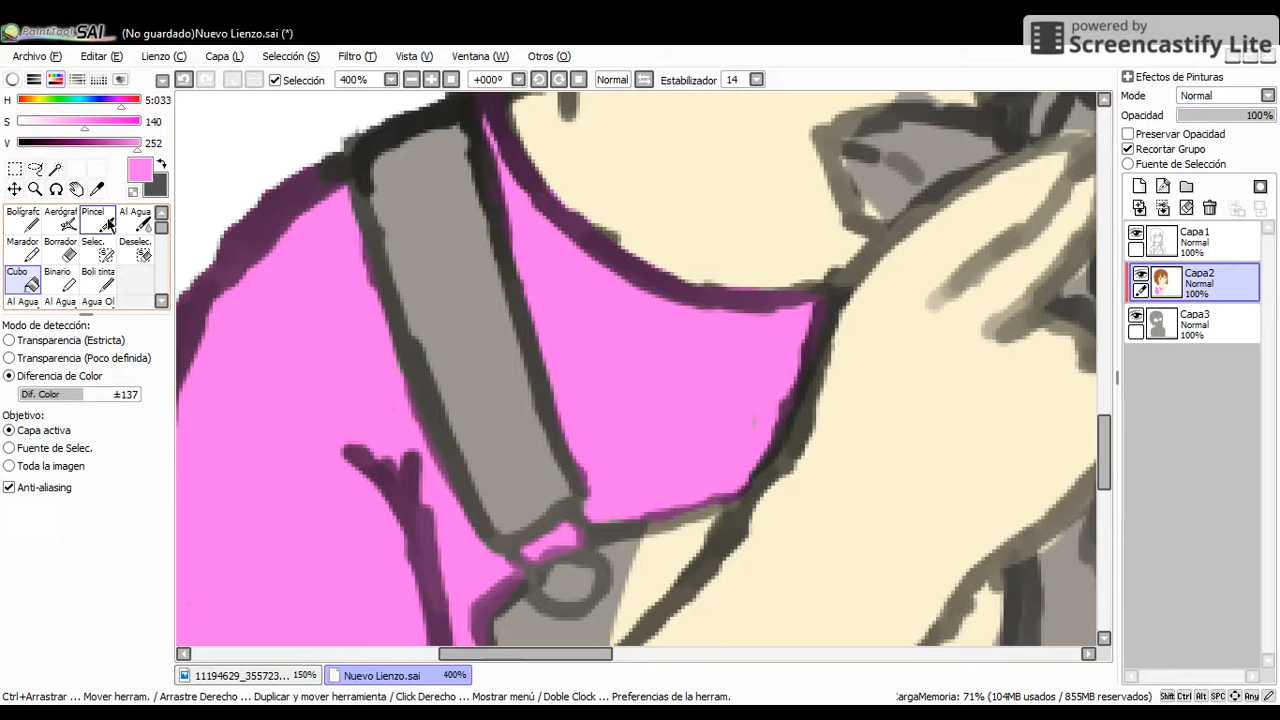 PaintTool SAI (No guardado)Nuevo Lienzo.sai (*)
powered by
Screencastify Lite
Archivo (F) Editar (E) Lienzo (C) Capa (L) Selección (S) Filtro (T) Vista (V) Ventana (W) Otros (O)
Selección 400% +000º Normal Estabilizador 14
H 5:033
S 140
V 252
Bolígrafc Aerógraf Pincel Al Agua
Marador Borrador Selec. Deselec.
Cubo Binario Boli tinta
Al Agua Al Agua Agua Ol
Modo de detección:
Transparencia (Estricta)
Transparencia (Poco definida)
Diferencia de Color
Dif. Color ±137
Objetivo:
Capa activa
Fuente de Selec.
Toda la imagen
Anti-aliasing
Efectos de Pinturas
Mode Normal
Opacidad 100%
Preservar Opacidad
Recortar Grupo
Fuente de Selección
Capa1
Normal
100%
Capa2
Normal
100%
Capa3
Normal
100%
11194629_355723... 150% Nuevo Lienzo.sai 400%
Ctrl+Arrastrar ... Mover herram. / Arrastre Derecho ... Duplicar y mover herramienta / Click Derecho ... Mostrar menú / Doble Clock ... Preferencias de la herram.
:argaMemoria: 71% (104MB usados / 855MB reservados) Shift Ctrl Alt SPC Any